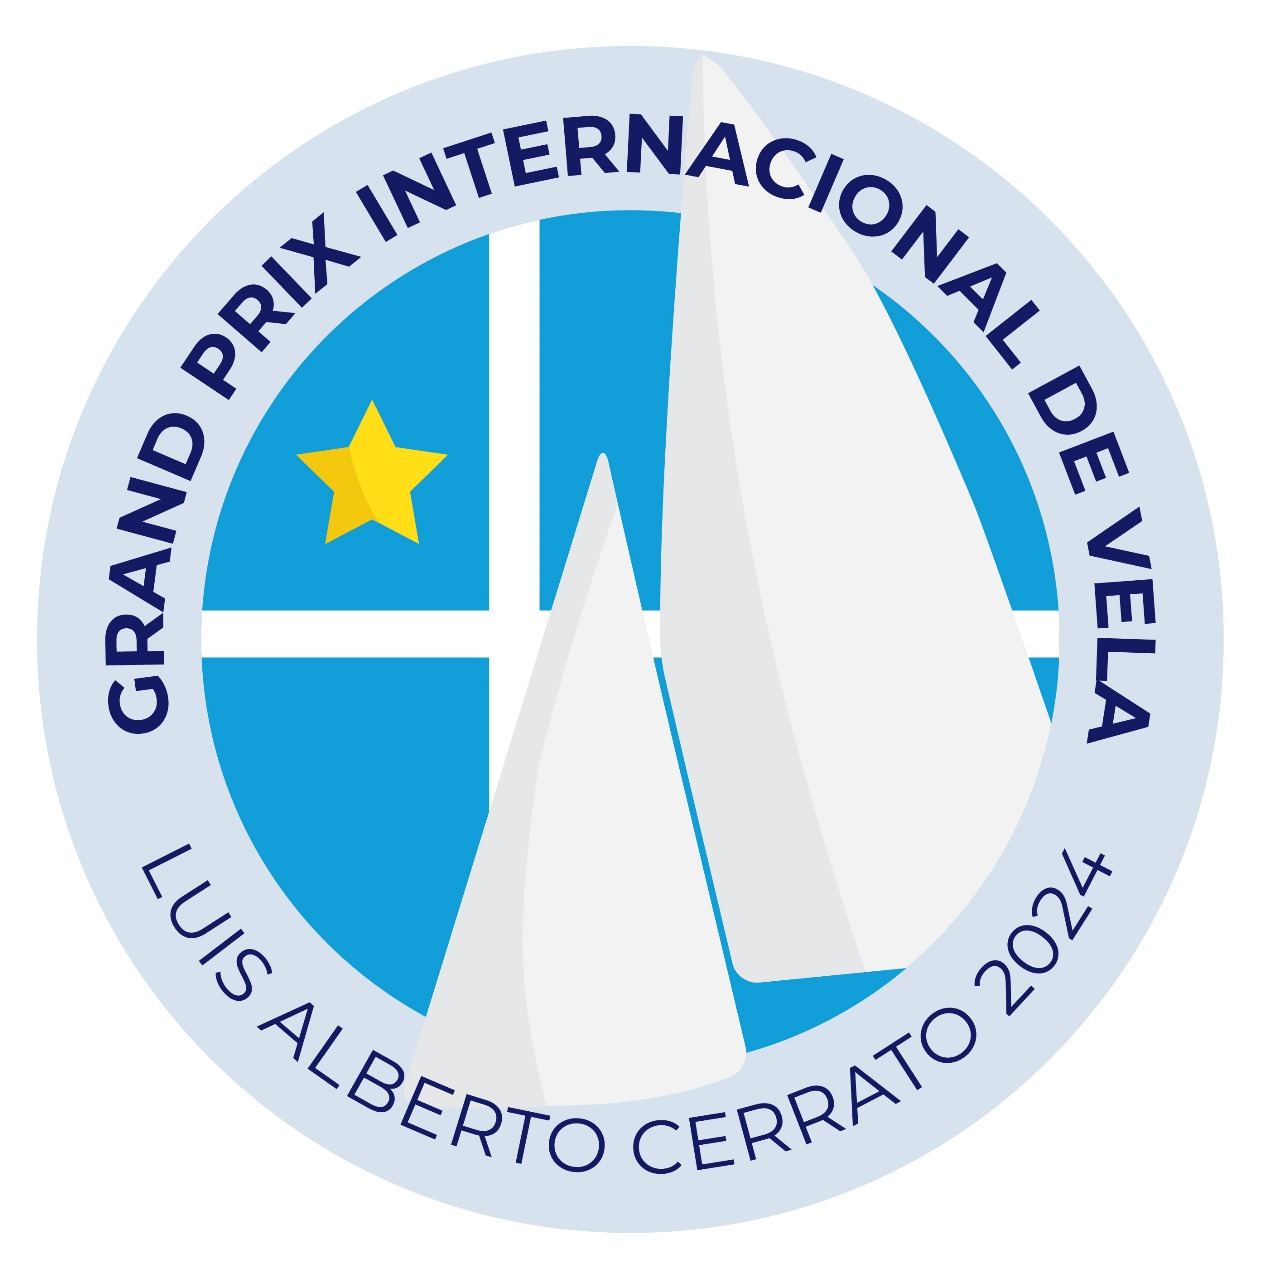 GRAND PRIX INTERNACIONAL DE VELA
LUIS ALBERTO CERRATO 2024